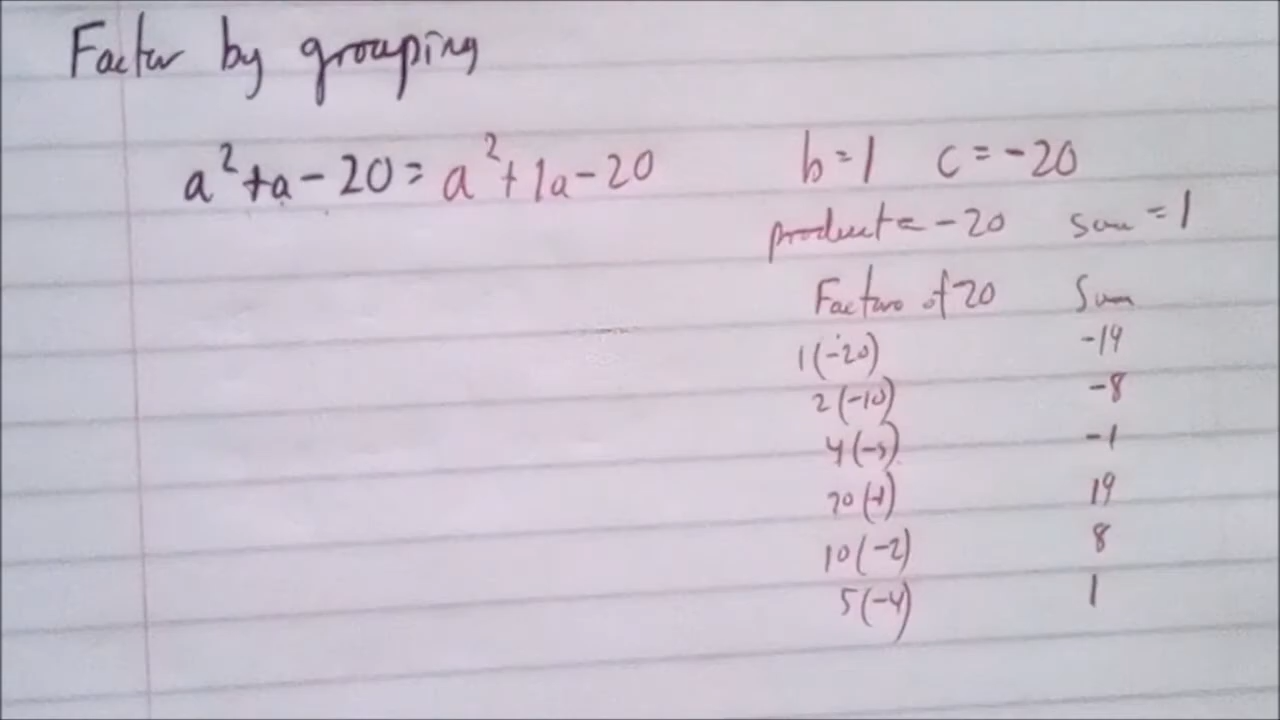 Factor by grouping
a² + a - 20 = a² + 1a - 20
b = 1 c = -20
product = -20 sum = 1
Factors of 20 Sum
1(-20) -19
2(-10) -8
4(-5) -1
20(-1) 19
10(-2) 8
5(-4) 1